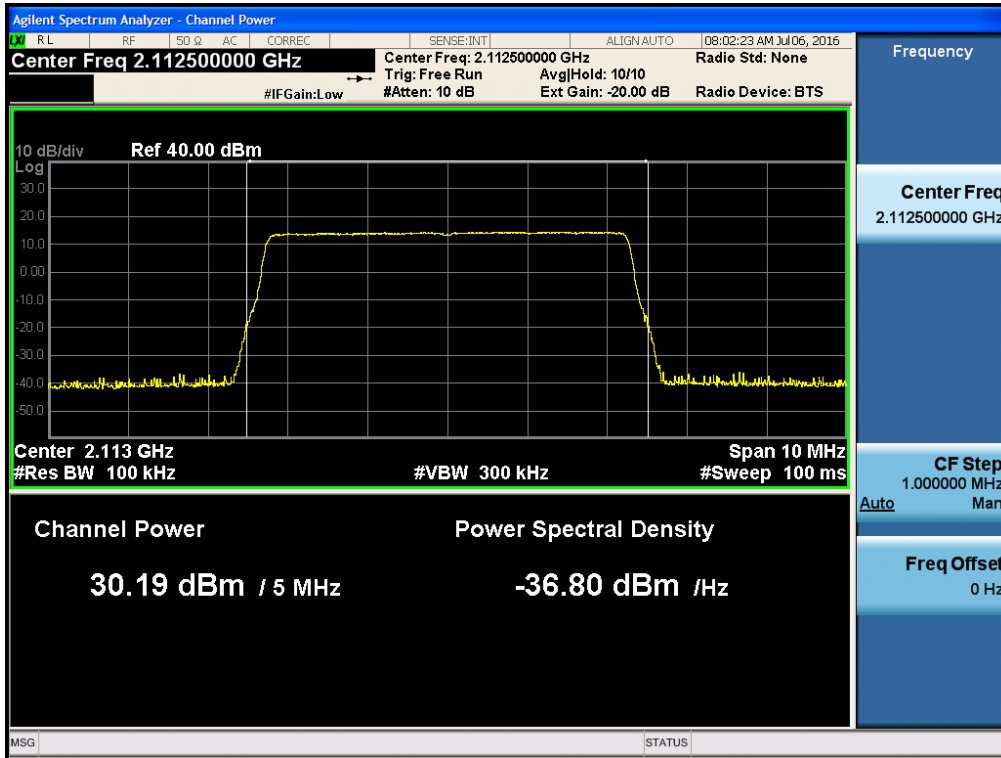 Agilent Spectrum Analyzer - Channel Power
LXI RL RF 50 Ω AC CORREC SENSE:INT ALIGN AUTO 08:02:23 AM Jul 06, 2016
Center Freq 2.112500000 GHz
Center Freq: 2.112500000 GHz Radio Std: None
Trig: Free Run Avg|Hold: 10/10
#IFGain:Low #Atten: 10 dB Ext Gain: -20.00 dB Radio Device: BTS
10 dB/div Ref 40.00 dBm
Log
30.0
20.0
10.0
0.00
-10.0
-20.0
-30.0
-40.0
-50.0
Center 2.113 GHz Span 10 MHz
#Res BW 100 kHz #VBW 300 kHz #Sweep 100 ms
Channel Power Power Spectral Density
30.19 dBm / 5 MHz -36.80 dBm /Hz
MSG STATUS
Frequency
Center Freq
2.112500000 GHz
CF Step
1.000000 MHz
Auto Man
Freq Offset
0 Hz